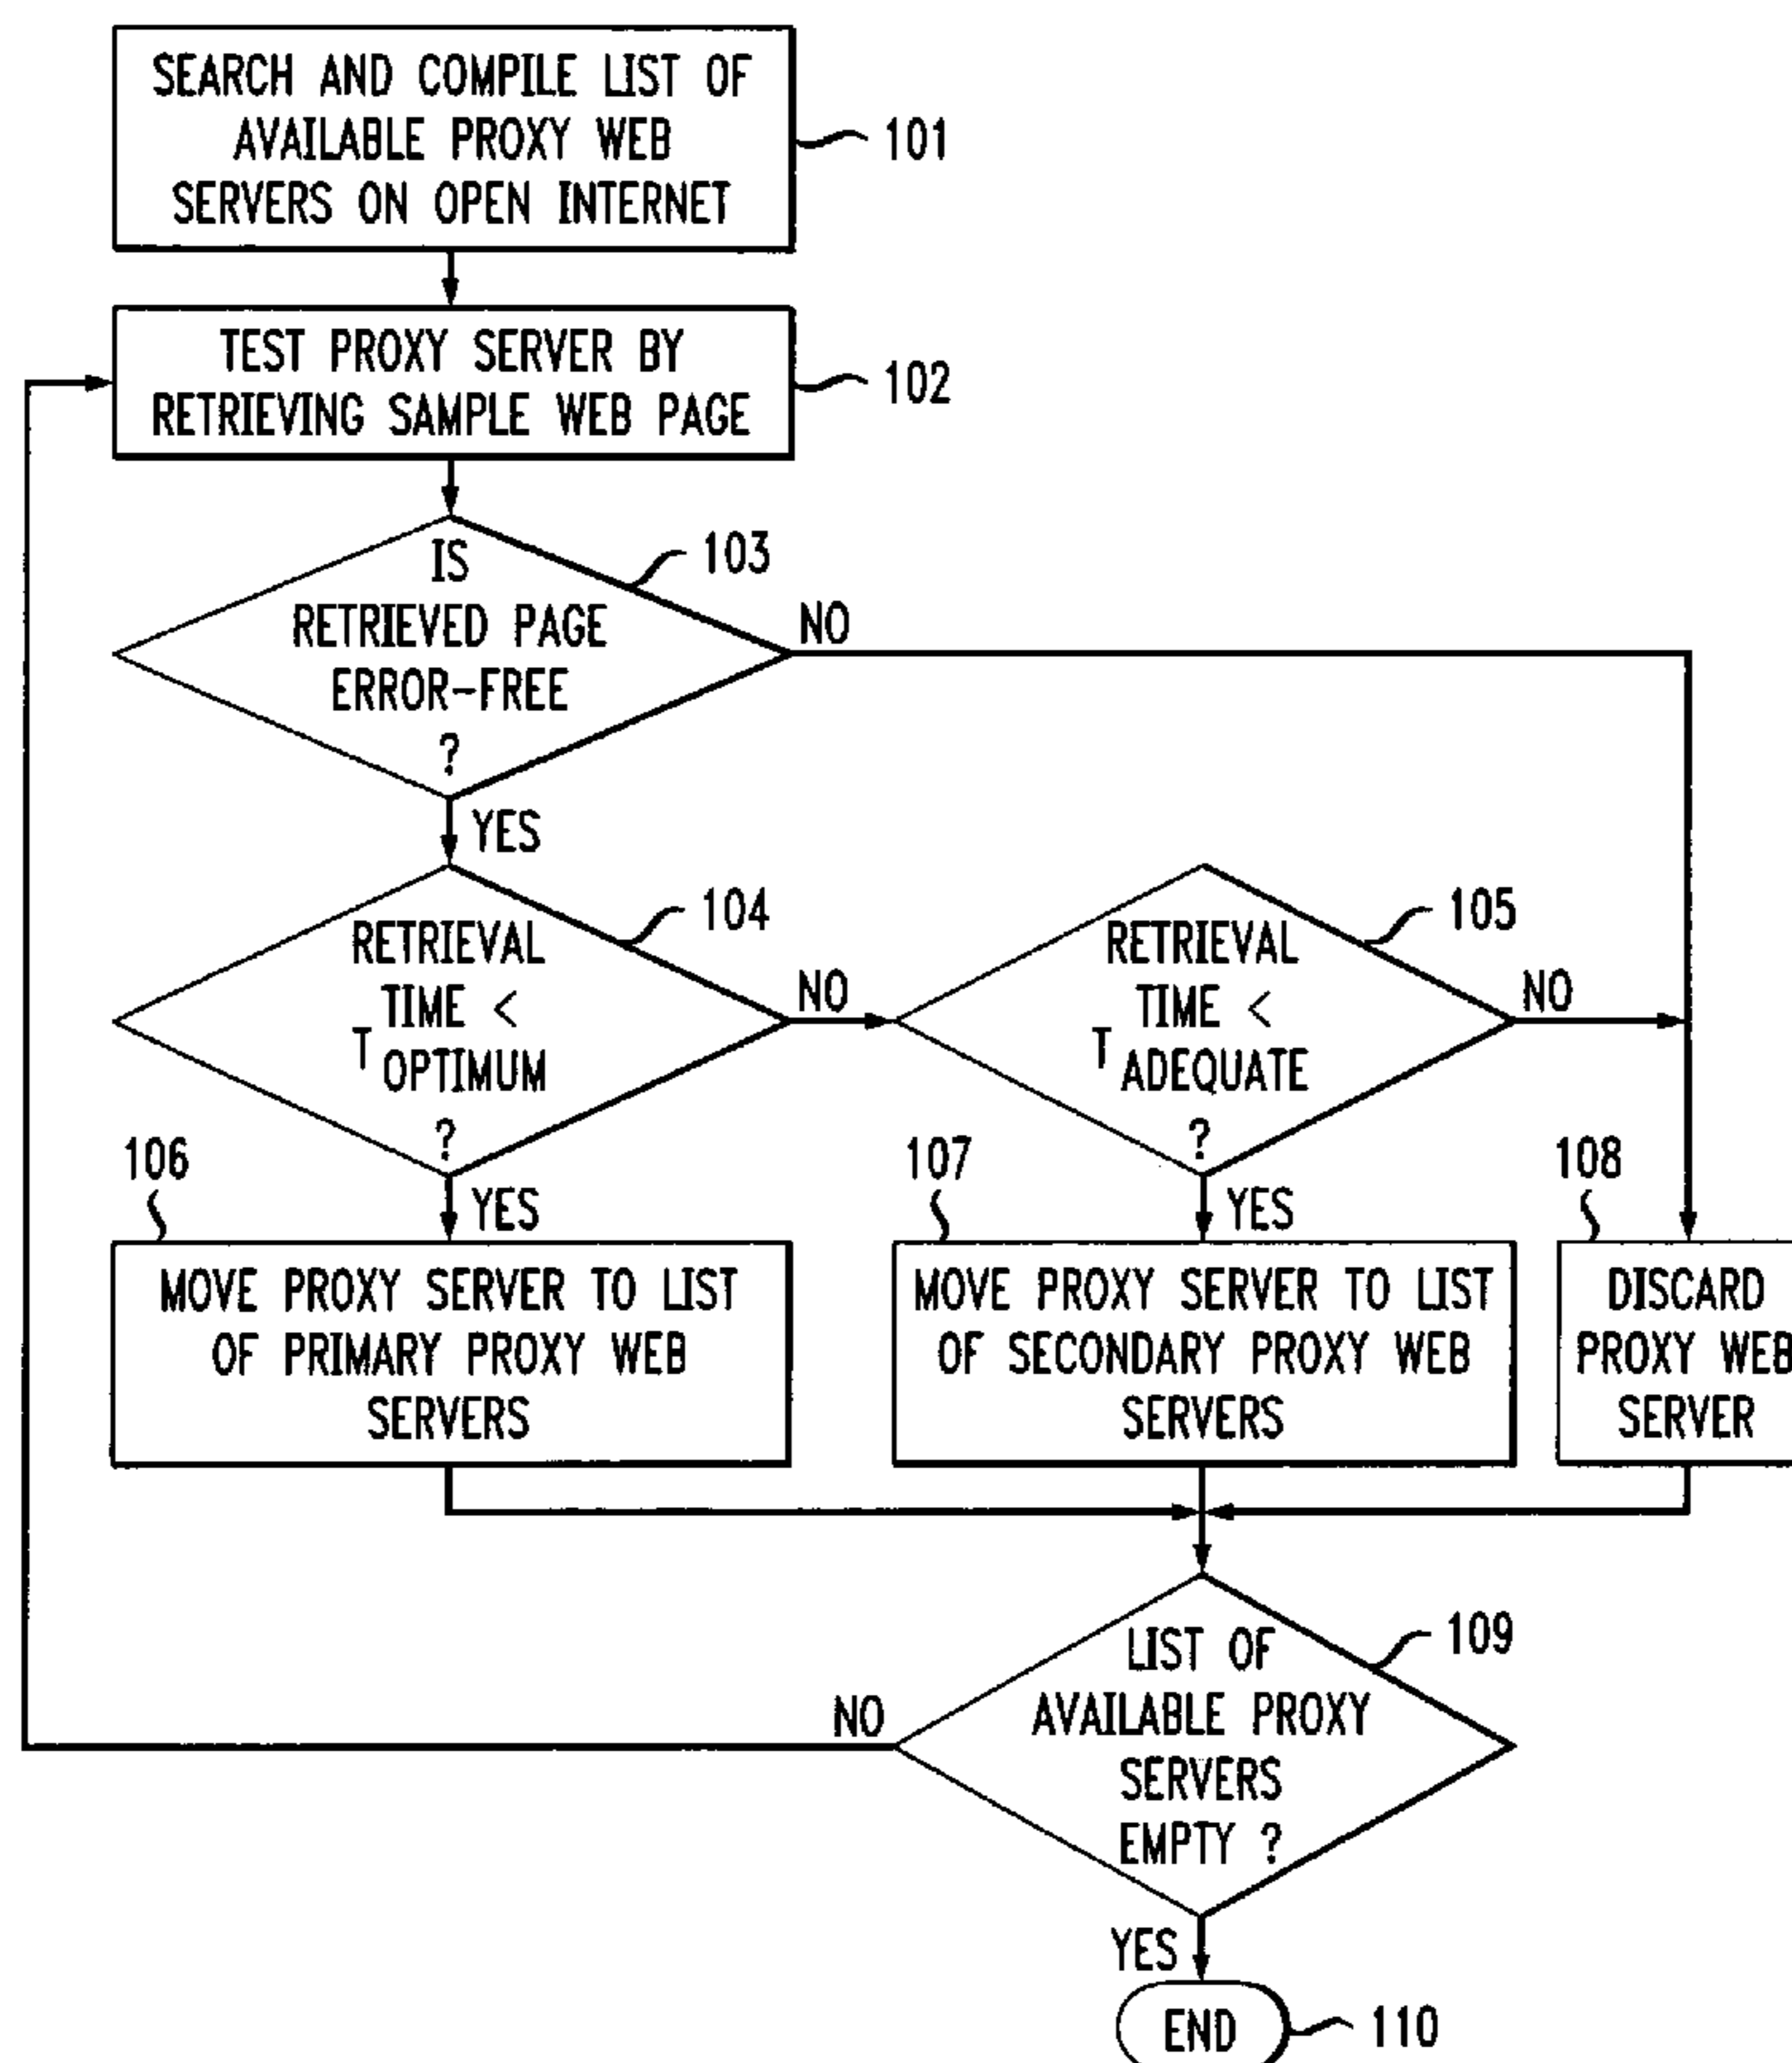 SEARCH AND COMPILE LIST OF
AVAILABLE PROXY WEB
SERVERS ON OPEN INTERNET
101
TEST PROXY SERVER BY
RETRIEVING SAMPLE WEB PAGE
102
IS
RETRIEVED PAGE
ERROR-FREE
?
103
NO
YES
RETRIEVAL
TIME <
T OPTIMUM
?
104
NO
RETRIEVAL
TIME <
T ADEQUATE
?
105
NO
YES
YES
106
MOVE PROXY SERVER TO LIST
OF PRIMARY PROXY WEB
SERVERS
107
MOVE PROXY SERVER TO LIST
OF SECONDARY PROXY WEB
SERVERS
108
DISCARD
PROXY WEB
SERVER
LIST OF
AVAILABLE PROXY
SERVERS
EMPTY ?
109
NO
YES
END
110